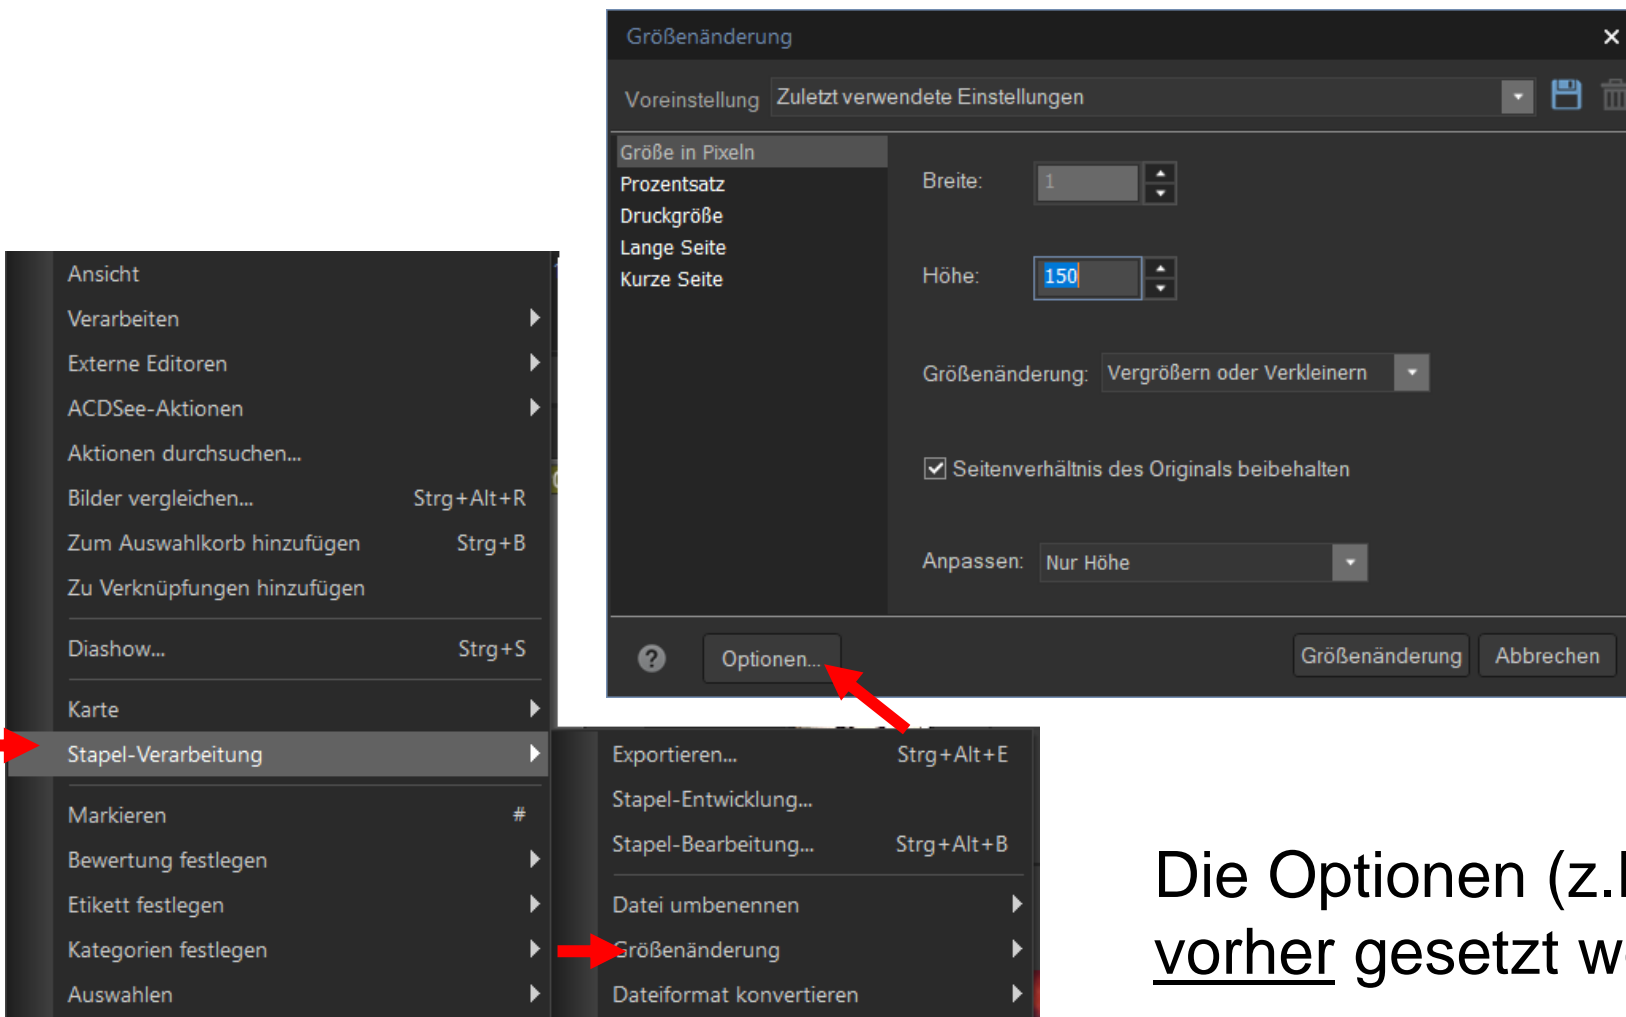 Größenänderung
Voreinstellung Zuletzt verwendete Einstellungen
Größe in Pixeln
Prozentsatz
Druckgröße
Lange Seite
Kurze Seite
Breite: 1
Höhe: 150
Größenänderung: Vergrößern oder Verkleinern
Seitenverhältnis des Originals beibehalten
Anpassen: Nur Höhe
? Optionen... Größenänderung Abbrechen
Ansicht
Verarbeiten
Externe Editoren
ACDSee-Aktionen
Aktionen durchsuchen...
Bilder vergleichen... Strg+Alt+R
Zum Auswahlkorb hinzufügen Strg+B
Zu Verknüpfungen hinzufügen
Diashow... Strg+S
Karte
Stapel-Verarbeitung
Markieren #
Bewertung festlegen
Etikett festlegen
Kategorien festlegen
Auswahlen
Exportieren... Strg+Alt+E
Stapel-Entwicklung...
Stapel-Bearbeitung... Strg+Alt+B
Datei umbenennen
Größenänderung
Dateiformat konvertieren
Die Optionen (z.
vorher gesetzt